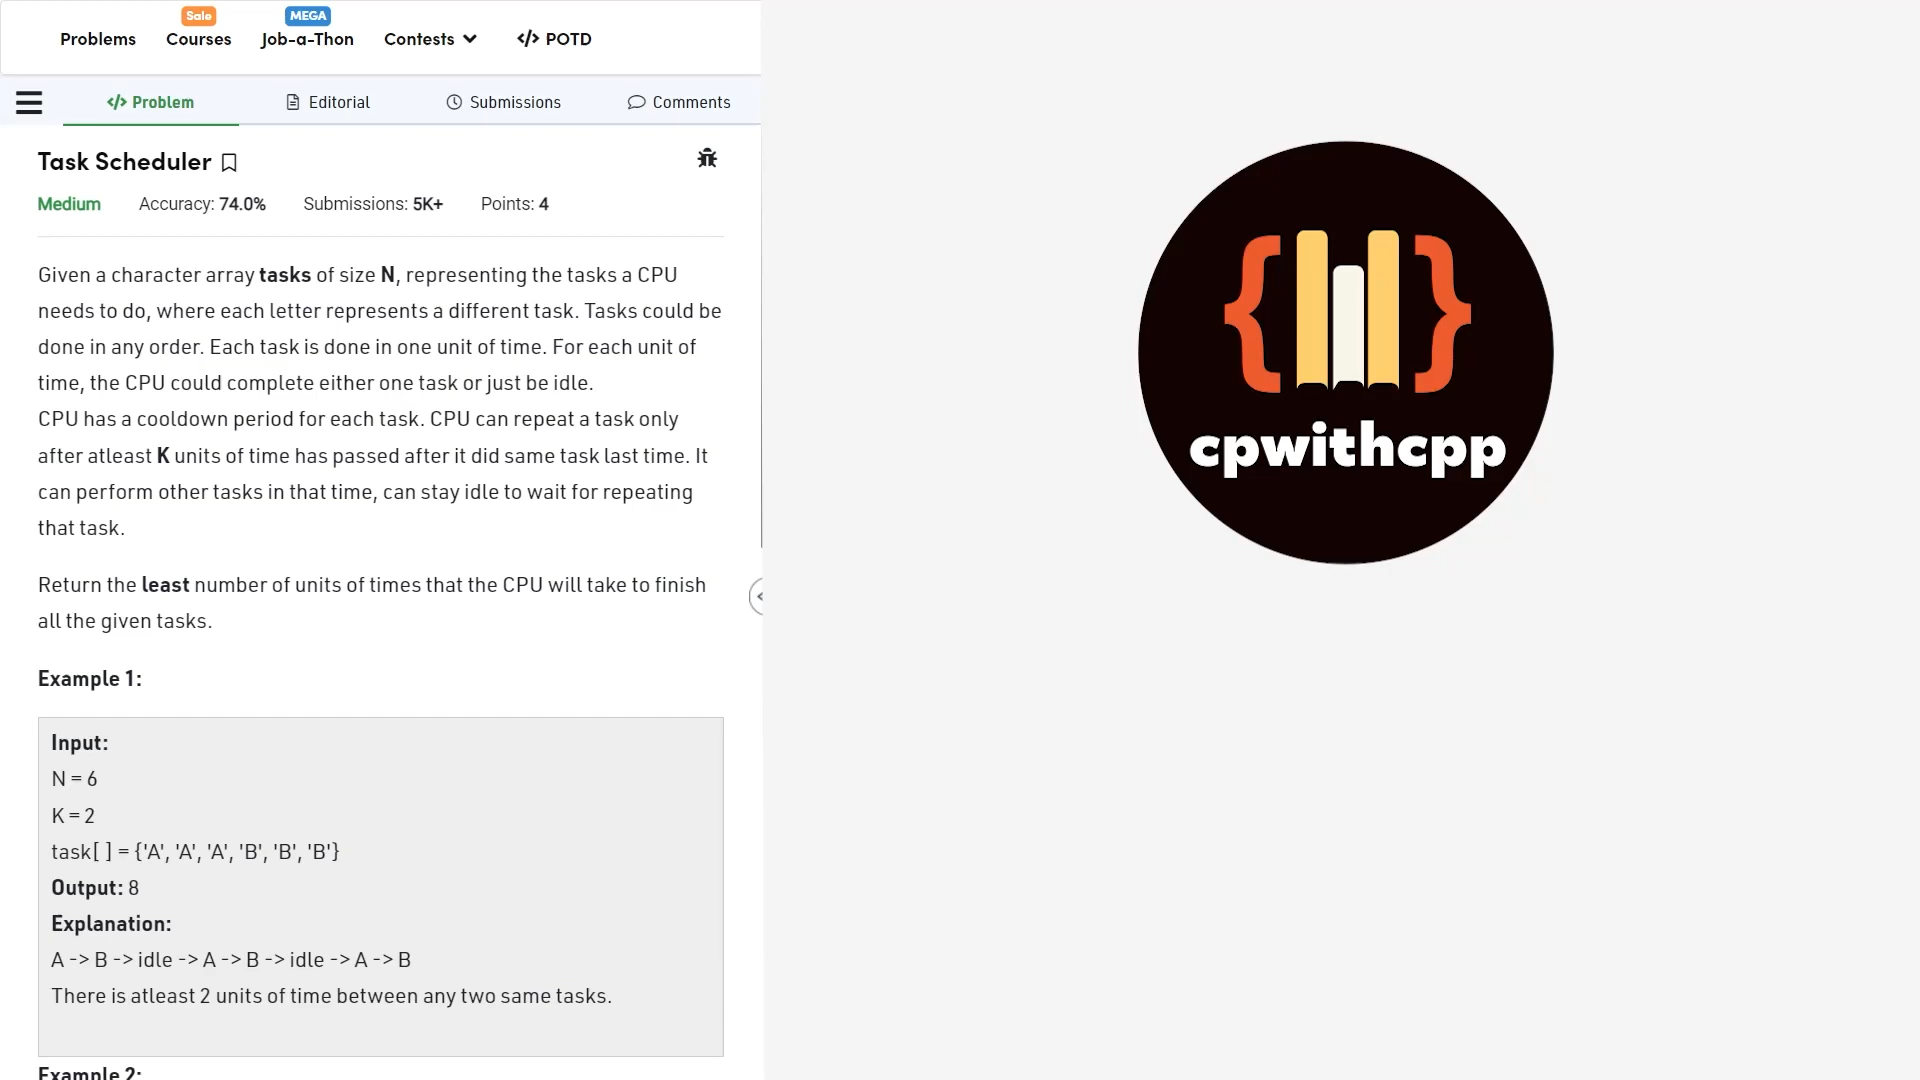 Sale
MEGA
Problems Courses Job-a-Thon Contests </> POTD
</> Problem Editorial Submissions Comments
Task Scheduler
Medium Accuracy: 74.0% Submissions: 5K+ Points: 4
Given a character array tasks of size N, representing the tasks a CPU
needs to do, where each letter represents a different task. Tasks could be
done in any order. Each task is done in one unit of time. For each unit of
time, the CPU could complete either one task or just be idle.
CPU has a cooldown period for each task. CPU can repeat a task only
after atleast K units of time has passed after it did same task last time. It
can perform other tasks in that time, can stay idle to wait for repeating
that task.
Return the least number of units of times that the CPU will take to finish
all the given tasks.
Example 1:
Input:
N = 6
K = 2
task[ ] = {'A', 'A', 'A', 'B', 'B', 'B'}
Output: 8
Explanation:
A -> B -> idle -> A -> B -> idle -> A -> B
There is atleast 2 units of time between any two same tasks.
Example 2:
cpwithcpp